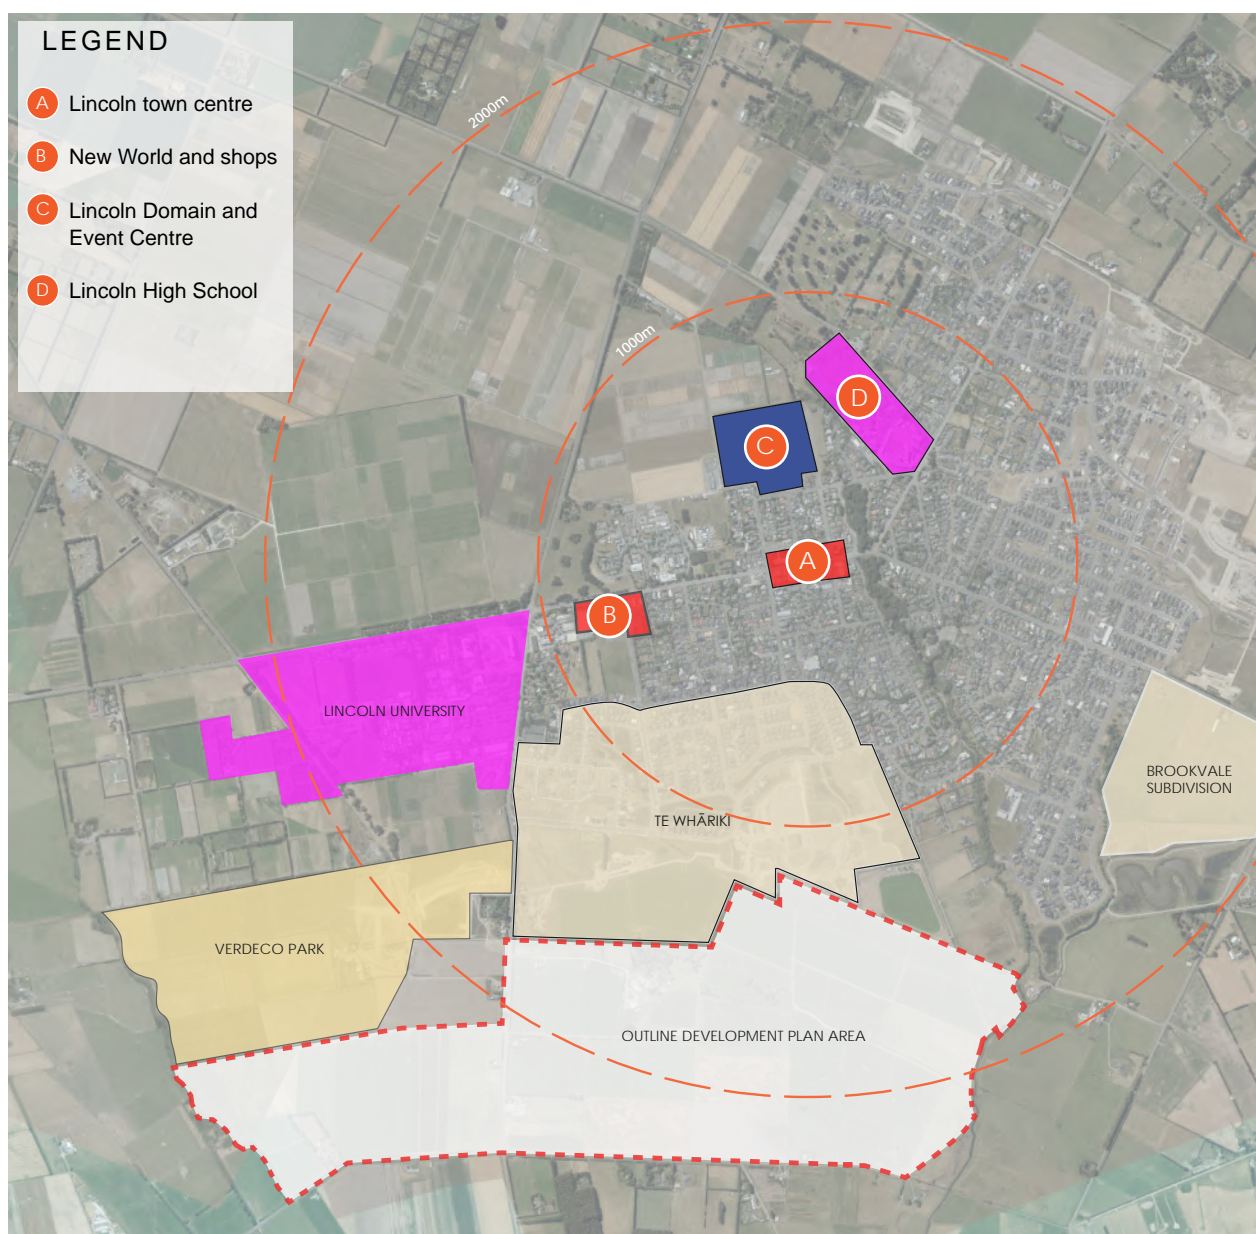 LEGEND
A Lincoln town centre
B New World and shops
C Lincoln Domain and
Event Centre
D Lincoln High School
2000m
1000m
D
C
A
B
LINCOLN UNIVERSITY
BROOKVALE
SUBDIVISION
TE WHĀRIKI
VERDECO PARK
OUTLINE DEVELOPMENT PLAN AREA